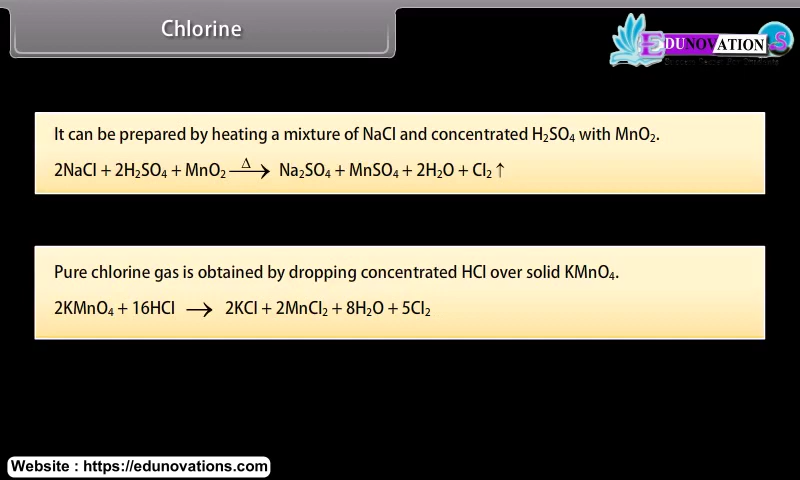 Chlorine
EDUNOVATIONS
It can be prepared by heating a mixture of NaCl and concentrated H₂SO₄ with MnO₂.
2NaCl + 2H₂SO₄ + MnO₂ —Δ→ Na₂SO₄ + MnSO₄ + 2H₂O + Cl₂ ↑
Pure chlorine gas is obtained by dropping concentrated HCl over solid KMnO₄.
2KMnO₄ + 16HCl → 2KCl + 2MnCl₂ + 8H₂O + 5Cl₂
Website : https://edunovations.com